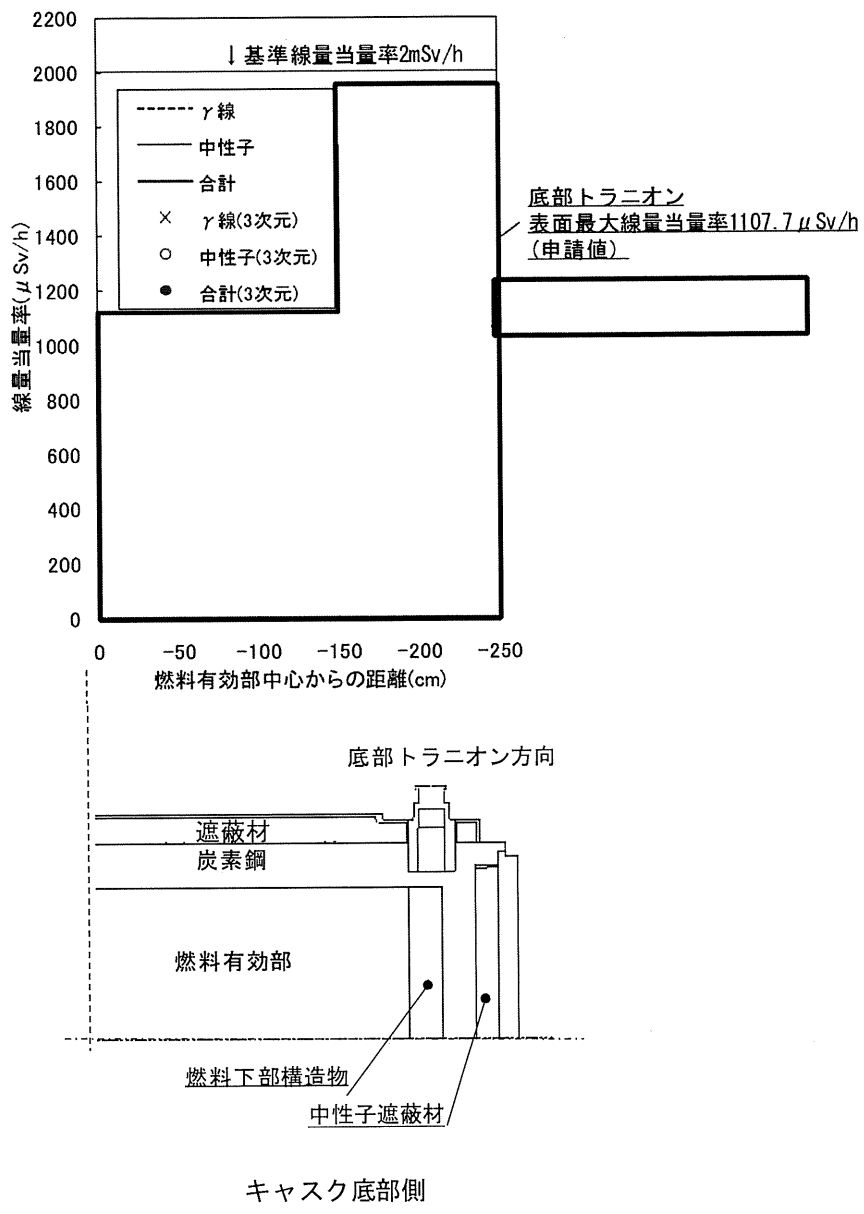 2200
2000
1800
1600
1400
1200
1000
800
600
400
200
0
線量当量率(μSv/h)
↓基準線量当量率2mSv/h
γ線
中性子
合計
γ線(3次元)
中性子(3次元)
合計(3次元)
底部トラニオン
表面最大線量当量率1107.7μSv/h
(申請値)
0 -50 -100 -150 -200 -250
燃料有効部中心からの距離(cm)
底部トラニオン方向
遮蔽材
炭素鋼
燃料有効部
燃料下部構造物
中性子遮蔽材
キャスク底部側